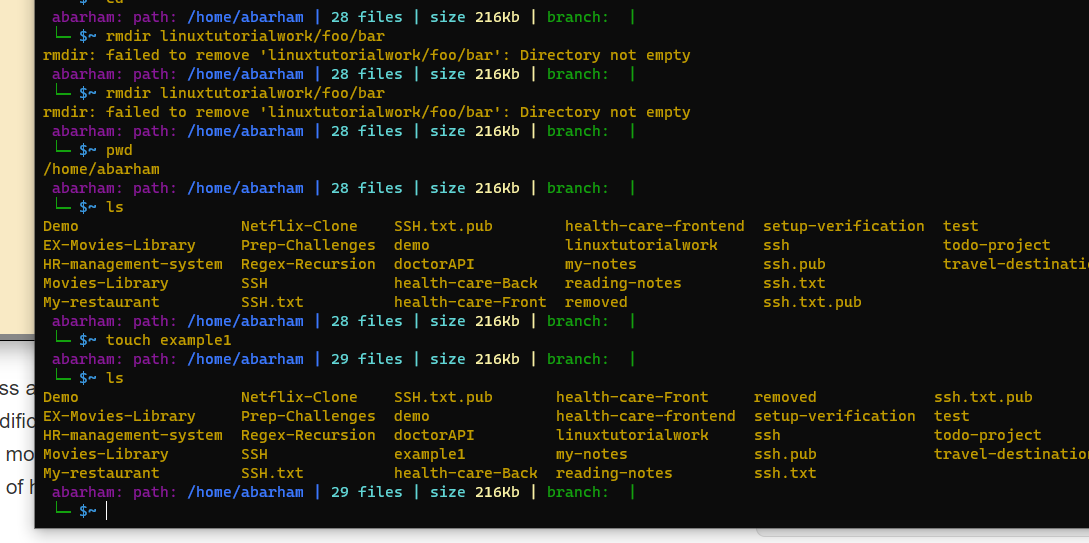 abarham: path: /home/abarham | 28 files | size 216Kb | branch:  |
└─ $~ rmdir linuxtutorialwork/foo/bar
rmdir: failed to remove 'linuxtutorialwork/foo/bar': Directory not empty
abarham: path: /home/abarham | 28 files | size 216Kb | branch:  |
└─ $~ rmdir linuxtutorialwork/foo/bar
rmdir: failed to remove 'linuxtutorialwork/foo/bar': Directory not empty
abarham: path: /home/abarham | 28 files | size 216Kb | branch:  |
└─ $~ pwd
/home/abarham
abarham: path: /home/abarham | 28 files | size 216Kb | branch:  |
└─ $~ ls
Demo Netflix-Clone SSH.txt.pub health-care-frontend setup-verification test
EX-Movies-Library Prep-Challenges demo linuxtutorialwork ssh todo-project
HR-management-system Regex-Recursion doctorAPI my-notes ssh.pub travel-destinatio
Movies-Library SSH health-care-Back reading-notes ssh.txt
My-restaurant SSH.txt health-care-Front removed ssh.txt.pub
abarham: path: /home/abarham | 28 files | size 216Kb | branch:  |
└─ $~ touch example1
abarham: path: /home/abarham | 29 files | size 216Kb | branch:  |
└─ $~ ls
Demo Netflix-Clone SSH.txt.pub health-care-Front removed ssh.txt.pub
EX-Movies-Library Prep-Challenges demo health-care-frontend setup-verification test
HR-management-system Regex-Recursion doctorAPI linuxtutorialwork ssh todo-project
Movies-Library SSH example1 my-notes ssh.pub travel-destination
My-restaurant SSH.txt health-care-Back reading-notes ssh.txt
abarham: path: /home/abarham | 29 files | size 216Kb | branch:  |
└─ $~
ss a
difi
mo
of